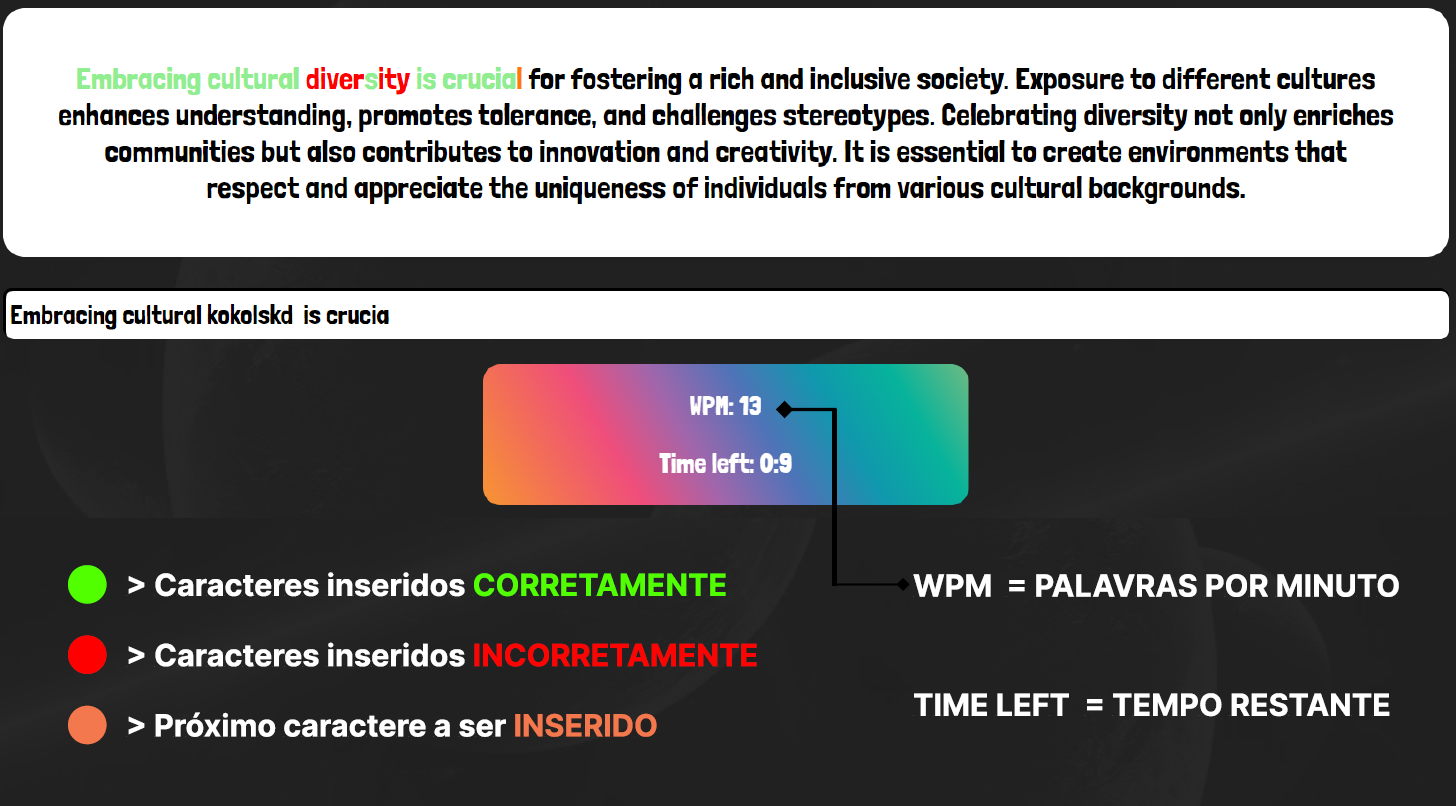 Embracing cultural diversity is crucial for fostering a rich and inclusive society. Exposure to different cultures
enhances understanding, promotes tolerance, and challenges stereotypes. Celebrating diversity not only enriches
communities but also contributes to innovation and creativity. It is essential to create environments that
respect and appreciate the uniqueness of individuals from various cultural backgrounds.
Embracing cultural kokolskd  is crucia
WPM: 13
Time left: 0:9
> Caracteres inseridos CORRETAMENTE
> Caracteres inseridos INCORRETAMENTE
> Próximo caractere a ser INSERIDO
WPM = PALAVRAS POR MINUTO
TIME LEFT = TEMPO RESTANTE